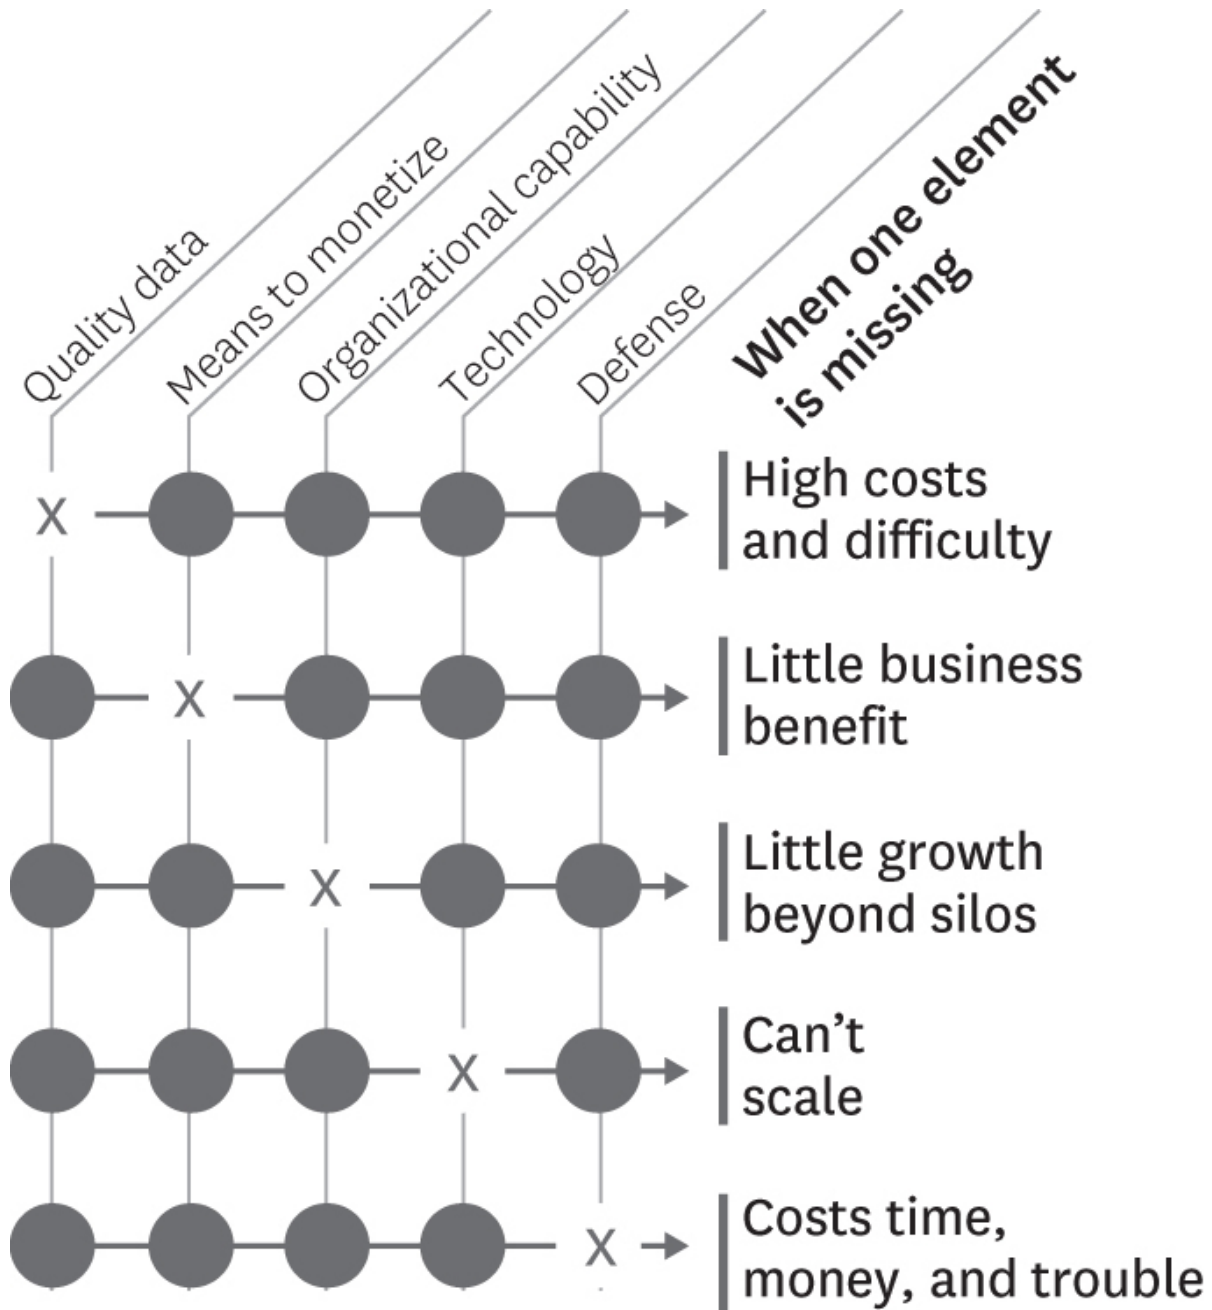 Quality data
Means to monetize
Organizational capability
Technology
Defense
When one element
is missing
X
High costs
and difficulty
X
Little business
benefit
X
Little growth
beyond silos
X
Can’t
scale
X
Costs time,
money, and trouble